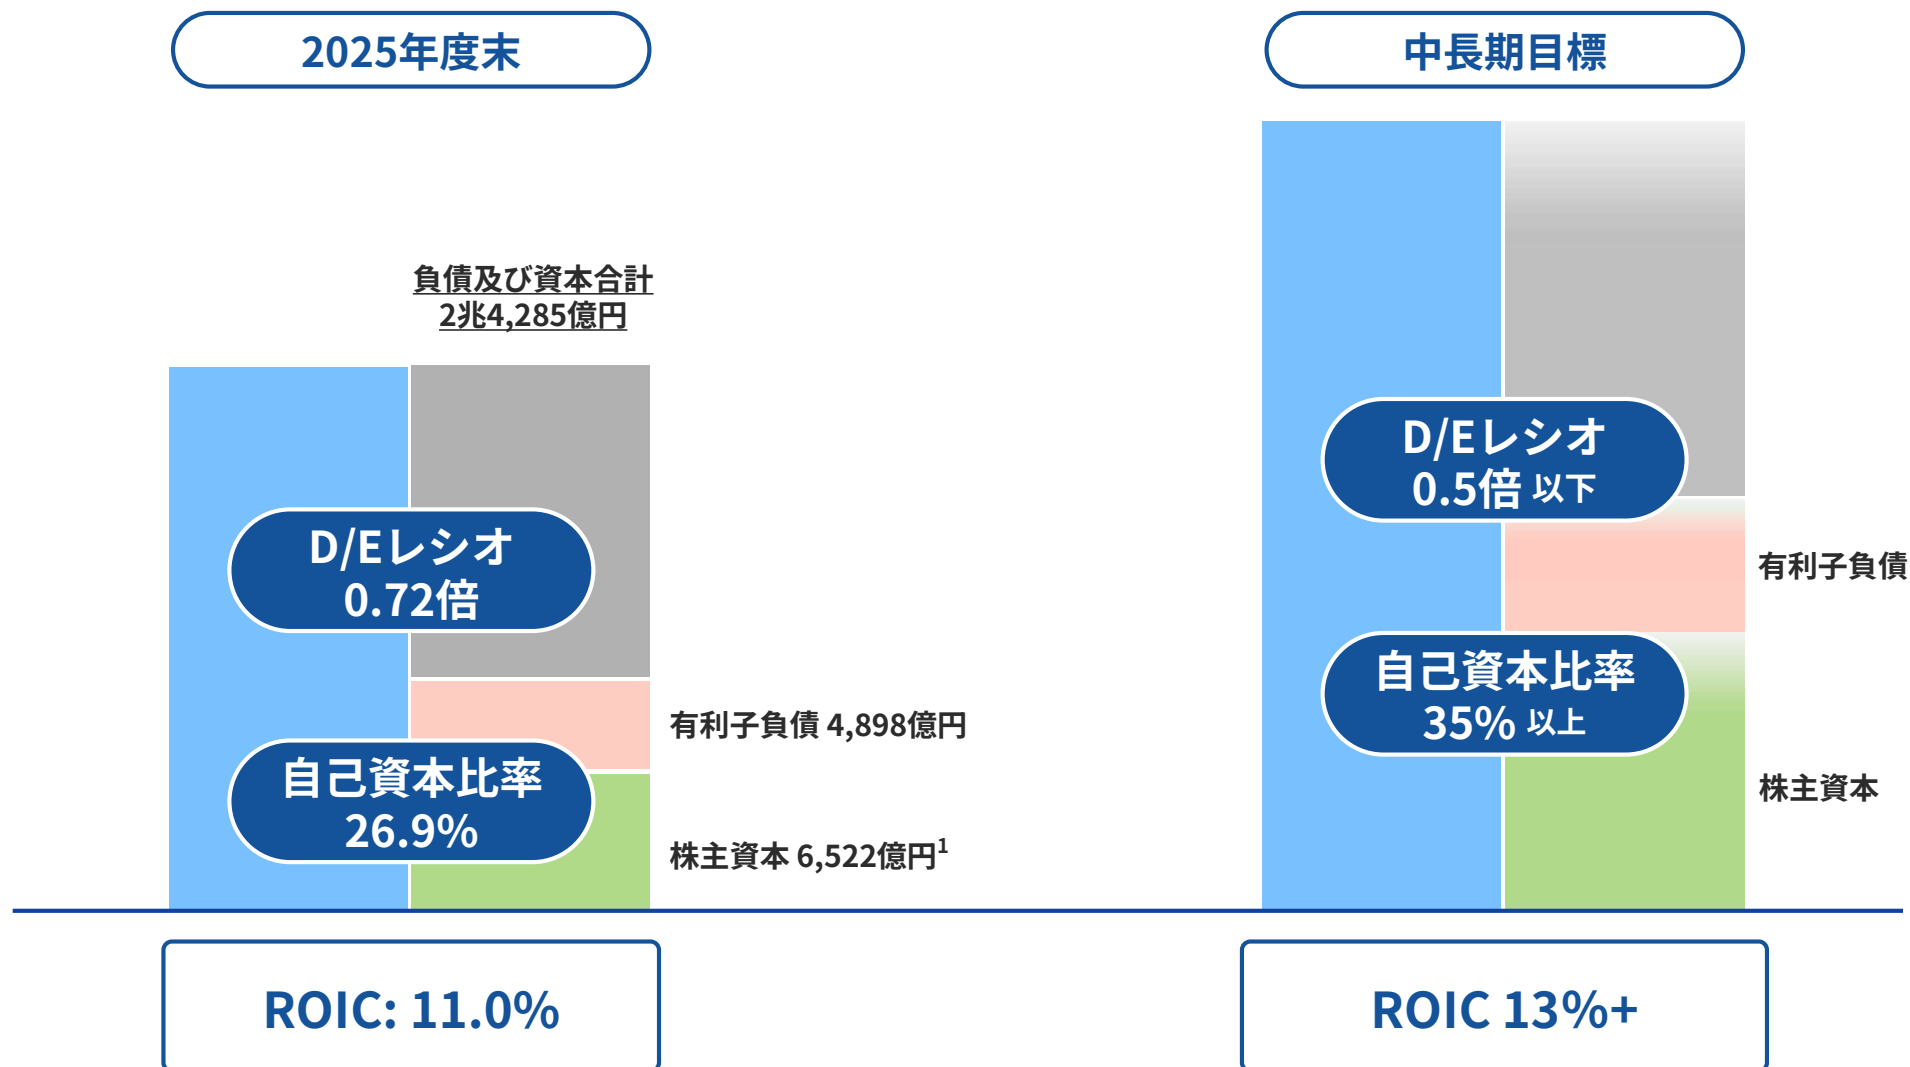 2025年度末
負債及び資本合計
2兆4,285億円
D/Eレシオ
0.72倍
有利子負債 4,898億円
自己資本比率
26.9%
株主資本 6,522億円1
ROIC: 11.0%
中長期目標
D/Eレシオ
0.5倍 以下
有利子負債
自己資本比率
35% 以上
株主資本
ROIC 13%+